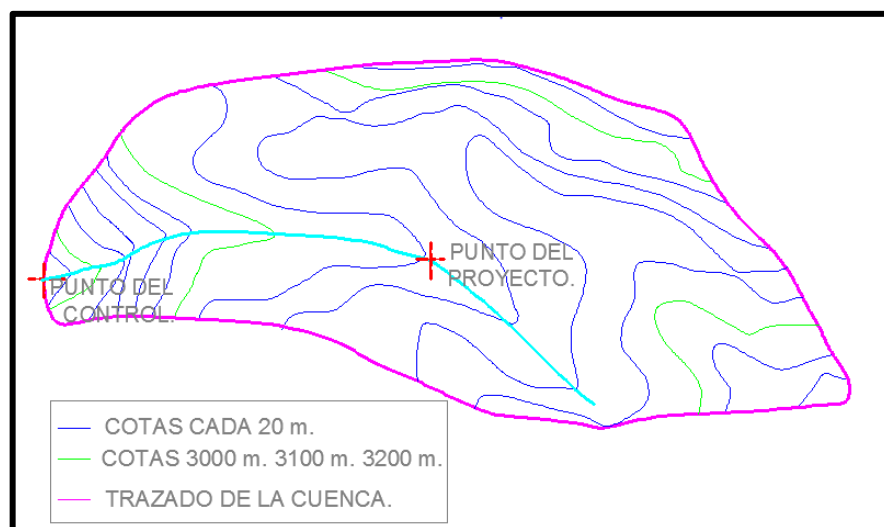 PUNTO DEL
PROYECTO.
PUNTO DEL
CONTROL.
COTAS CADA 20 m.
COTAS 3000 m. 3100 m. 3200 m.
TRAZADO DE LA CUENCA.